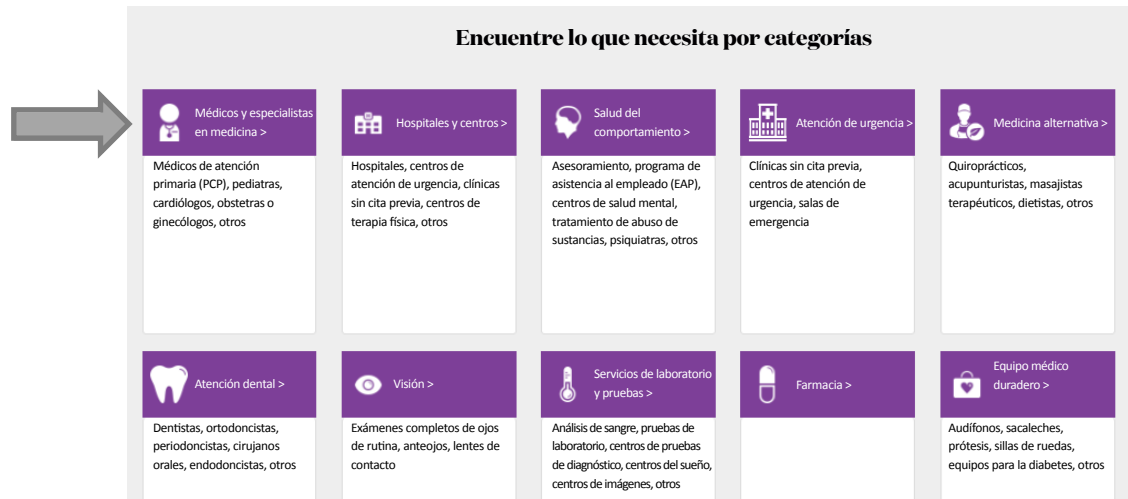 Encuentre lo que necesita por categorías
Médicos y especialistas
en medicina >
Médicos de atención
primaria (PCP), pediatras,
cardiólogos, obstetras o
ginecólogos, otros
Hospitales y centros >
Hospitales, centros de
atención de urgencia, clínicas
sin cita previa, centros de
terapia física, otros
Salud del
comportamiento >
Asesoramiento, programa de
asistencia al empleado (EAP),
centros de salud mental,
tratamiento de abuso de
sustancias, psiquiatras, otros
Atención de urgencia >
Clínicas sin cita previa,
centros de atención de
urgencia, salas de
emergencia
Medicina alternativa >
Quiroprácticos,
acupunturistas, masajistas
terapéuticos, dietistas, otros
Atención dental >
Dentistas, ortodoncistas,
periodoncistas, cirujanos
orales, endodoncistas, otros
Visión >
Exámenes completos de ojos
de rutina, anteojos, lentes de
contacto
Servicios de laboratorio
y pruebas >
Análisis de sangre, pruebas de
laboratorio, centros de pruebas
de diagnóstico, centros del sueño,
centros de imágenes, otros
Farmacia >
Equipo médico
duradero >
Audífonos, sacaleches,
prótesis, sillas de ruedas,
equipos para la diabetes, otros